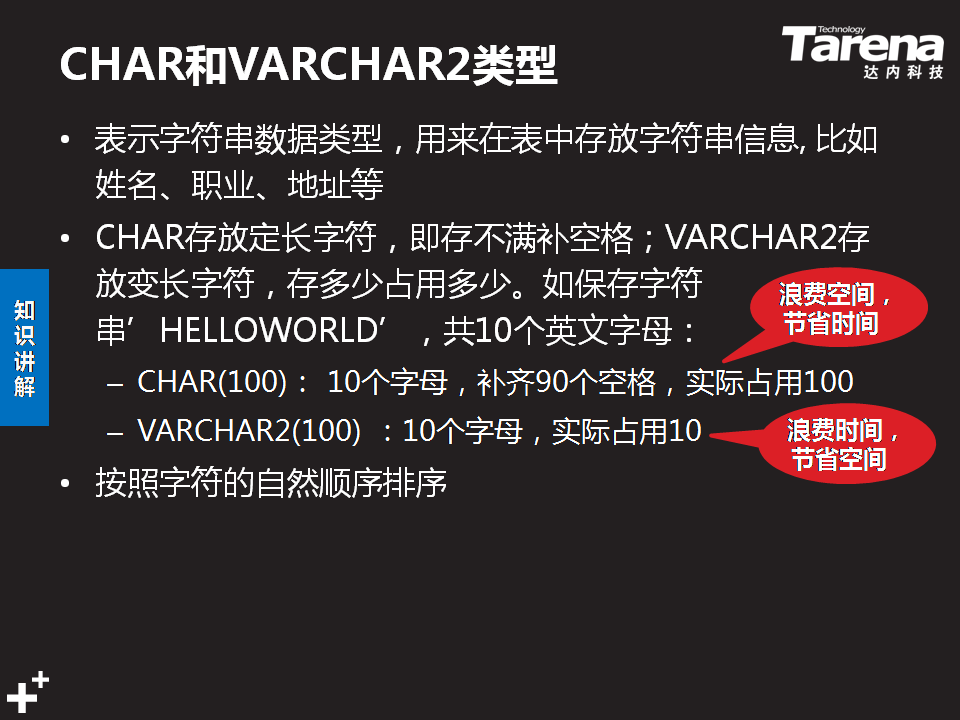 CHAR和VARCHAR2类型
Technology
Tarena
达内科技
• 表示字符串数据类型，用来在表中存放字符串信息, 比如
姓名、职业、地址等
• CHAR存放定长字符，即存不满补空格；VARCHAR2存
放变长字符，存多少占用多少。如保存字符
串’HELLOWORLD’，共10个英文字母：
浪费空间，
节省时间
– CHAR(100)： 10个字母，补齐90个空格，实际占用100
– VARCHAR2(100) ：10个字母，实际占用10
浪费时间，
节省空间
• 按照字符的自然顺序排序
知
识
讲
解